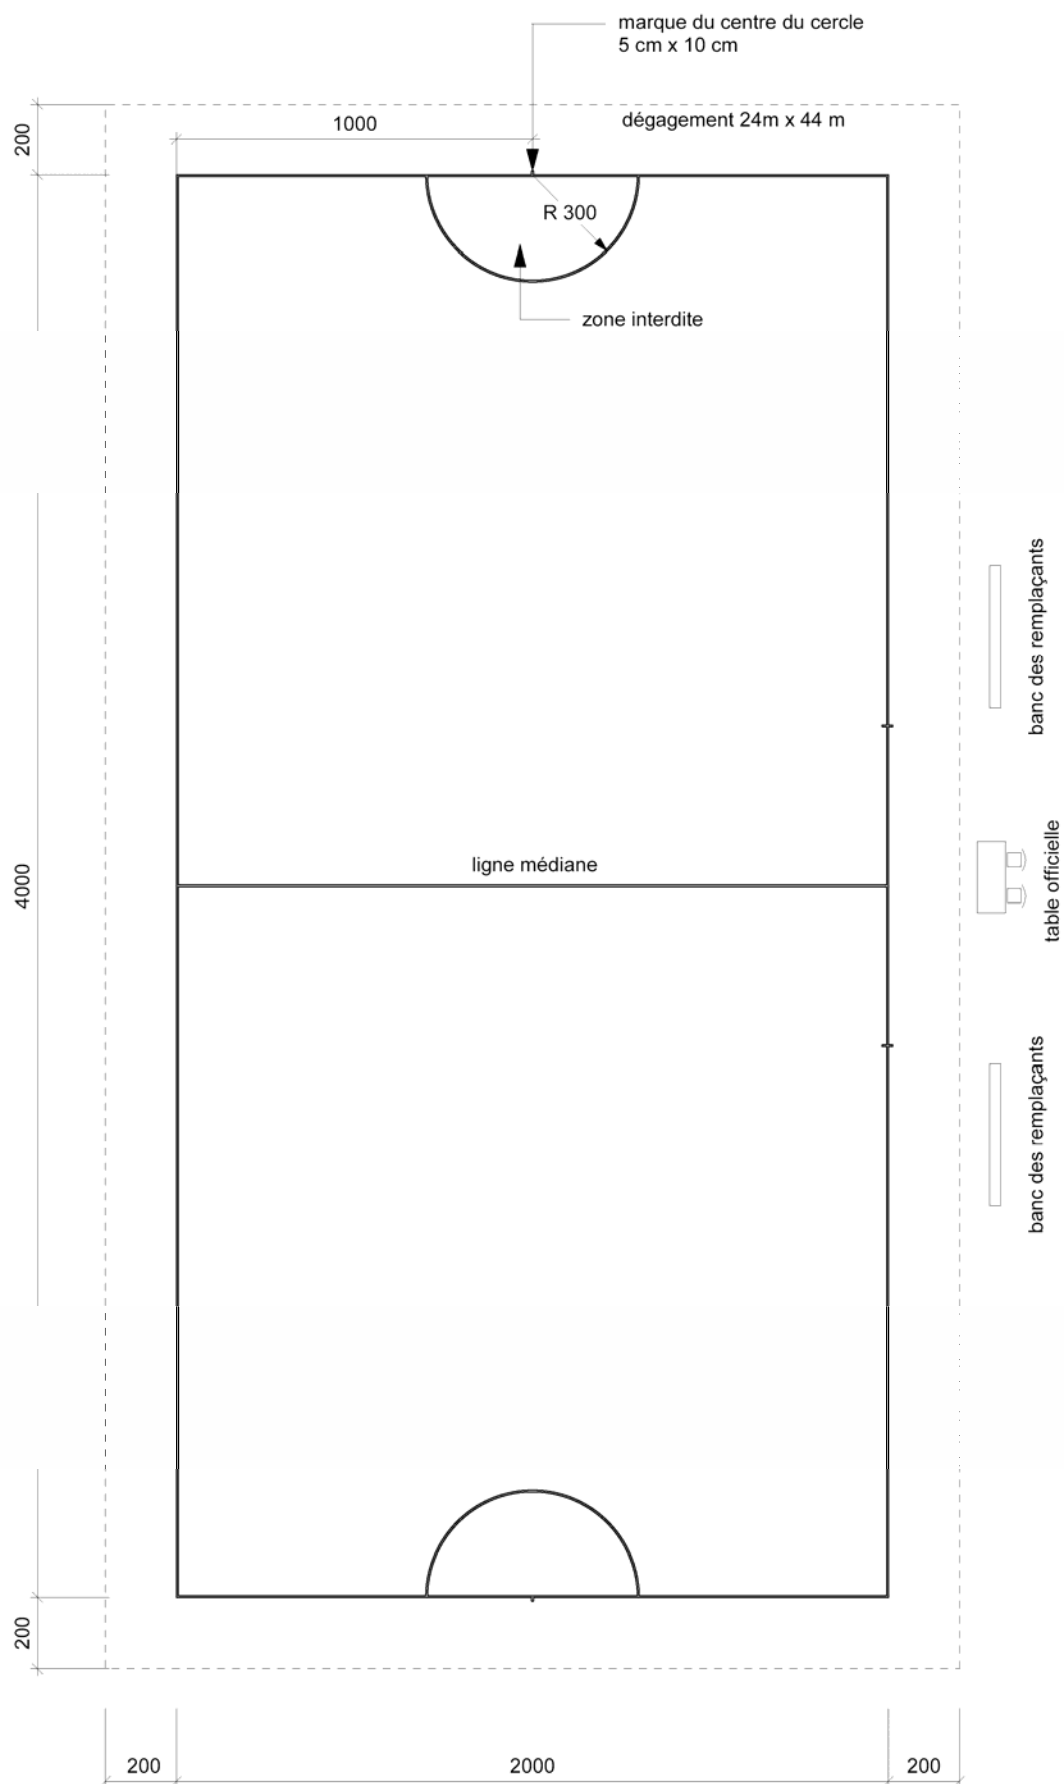 marque du centre du cercle
5 cm x 10 cm
dégagement 24m x 44 m
200
1000
R 300
zone interdite
banc des remplaçants
ligne médiane
4000
table officielle
banc des remplaçants
200
200
2000
200